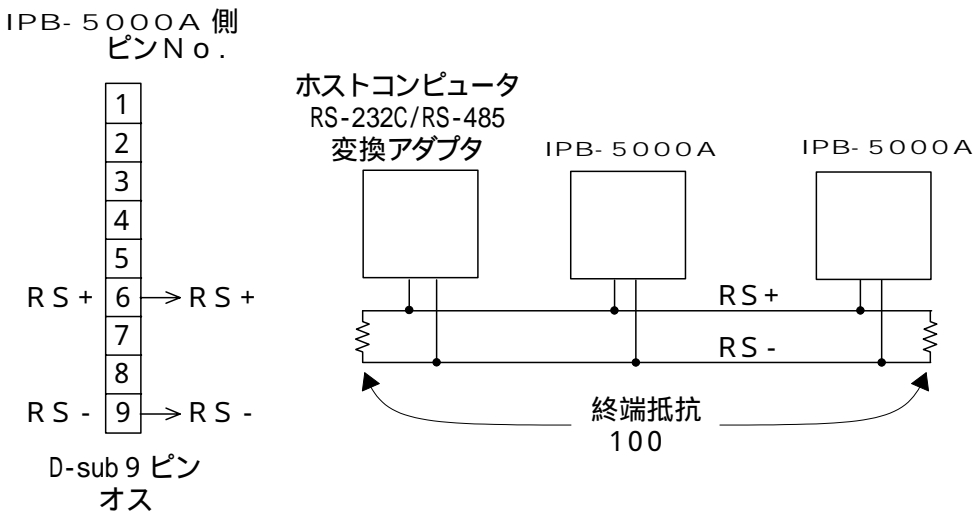 IPB-5000A 側
ピンNo.
1
2
3
4
5
RS+ 6 RS+
7
8
RS- 9 RS-
D-sub 9 ピン
オス
ホストコンピュータ
RS-232C/RS-485
変換アダプタ
IPB-5000A
IPB-5000A
RS+
RS-
終端抵抗
100